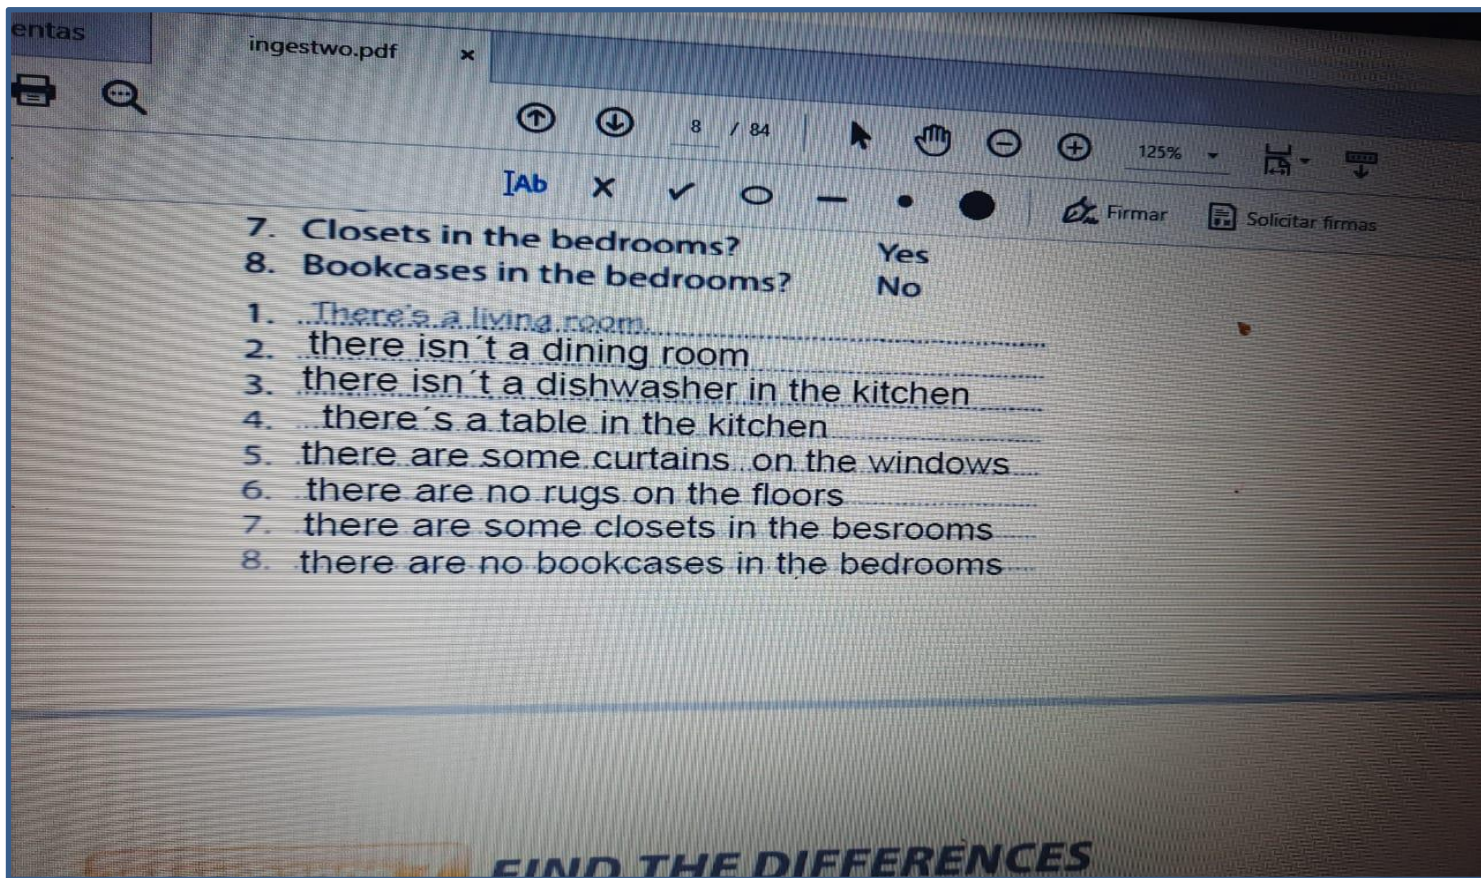 entas
ingestwo.pdf ×
8 / 84
125%
IAb
Firmar
Solicitar firmas
7. Closets in the bedrooms? Yes
8. Bookcases in the bedrooms? No
1. There's a living room.
2. there isn´t a dining room
3. there isn´t a dishwasher in the kitchen
4. there´s a table in the kitchen
5. there are some curtains on the windows
6. there are no rugs on the floors
7. there are some closets in the besrooms
8. there are no bookcases in the bedrooms
FIND THE DIFFERENCES